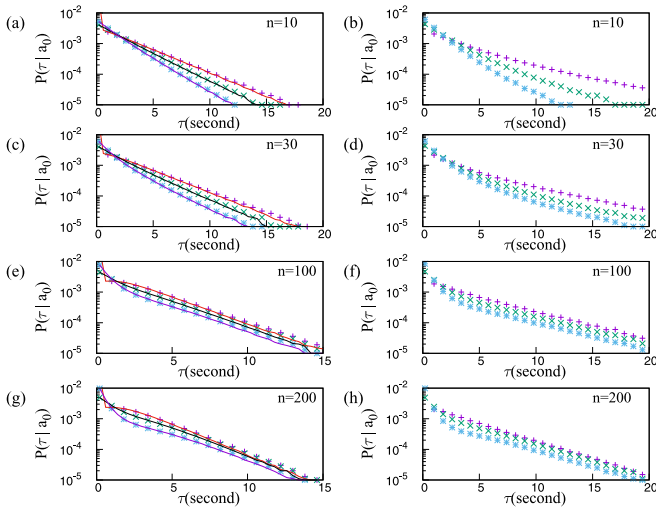 (a) 10⁻² 10⁻³ 10⁻⁴ 10⁻⁵ P(τ | a₀) n=10 0 5 10 15 20 τ(second)
(b) 10⁻² 10⁻³ 10⁻⁴ 10⁻⁵ P(τ | a₀) n=10 0 5 10 15 20 τ(second)
(c) 10⁻² 10⁻³ 10⁻⁴ 10⁻⁵ P(τ | a₀) n=30 0 5 10 15 20 τ(second)
(d) 10⁻² 10⁻³ 10⁻⁴ 10⁻⁵ P(τ | a₀) n=30 0 5 10 15 20 τ(second)
(e) 10⁻² 10⁻³ 10⁻⁴ 10⁻⁵ P(τ | a₀) n=100 0 5 10 15 τ(second)
(f) 10⁻² 10⁻³ 10⁻⁴ 10⁻⁵ P(τ | a₀) n=100 0 5 10 15 20 τ(second)
(g) 10⁻² 10⁻³ 10⁻⁴ 10⁻⁵ P(τ | a₀) n=200 0 5 10 15 τ(second)
(h) 10⁻² 10⁻³ 10⁻⁴ 10⁻⁵ P(τ | a₀) n=200 0 5 10 15 20 τ(second)